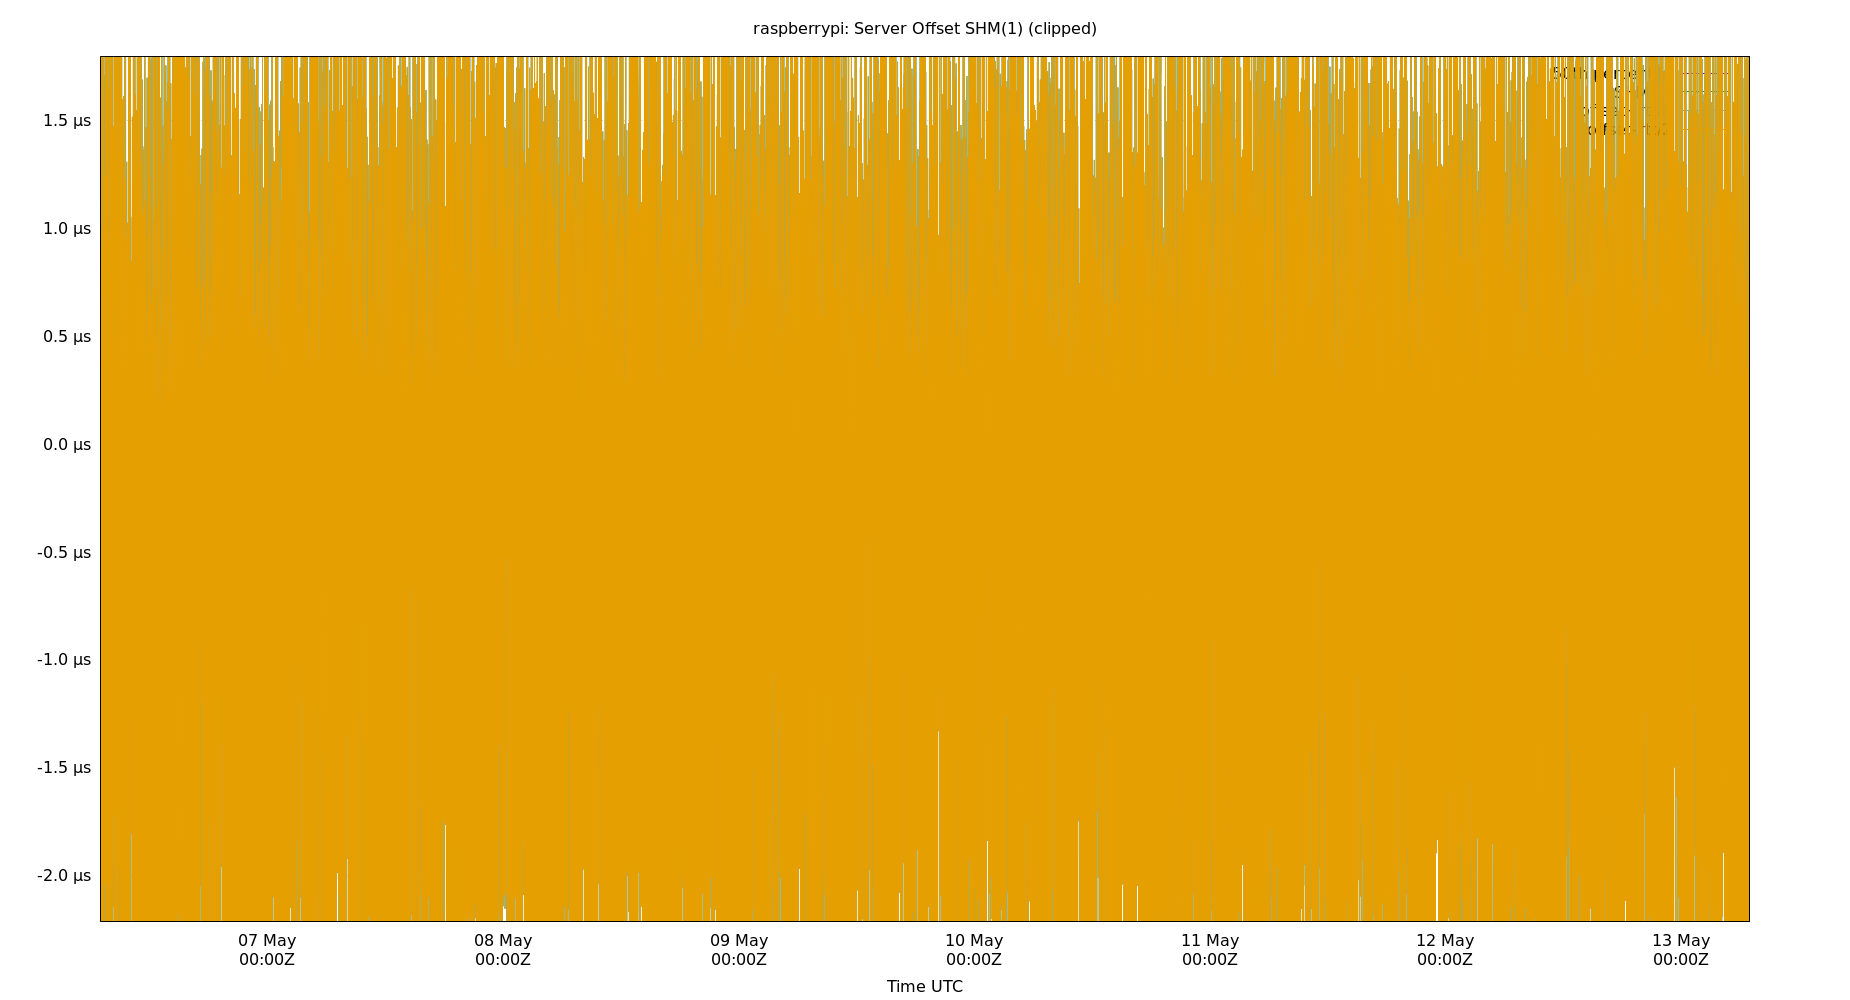 raspberrypi: Server Offset SHM(1) (clipped)
1.5 µs
1.0 µs
0.5 µs
0.0 µs
-0.5 µs
-1.0 µs
-1.5 µs
-2.0 µs
07 May
00:00Z
08 May
00:00Z
09 May
00:00Z
10 May
00:00Z
11 May
00:00Z
12 May
00:00Z
13 May
00:00Z
Time UTC